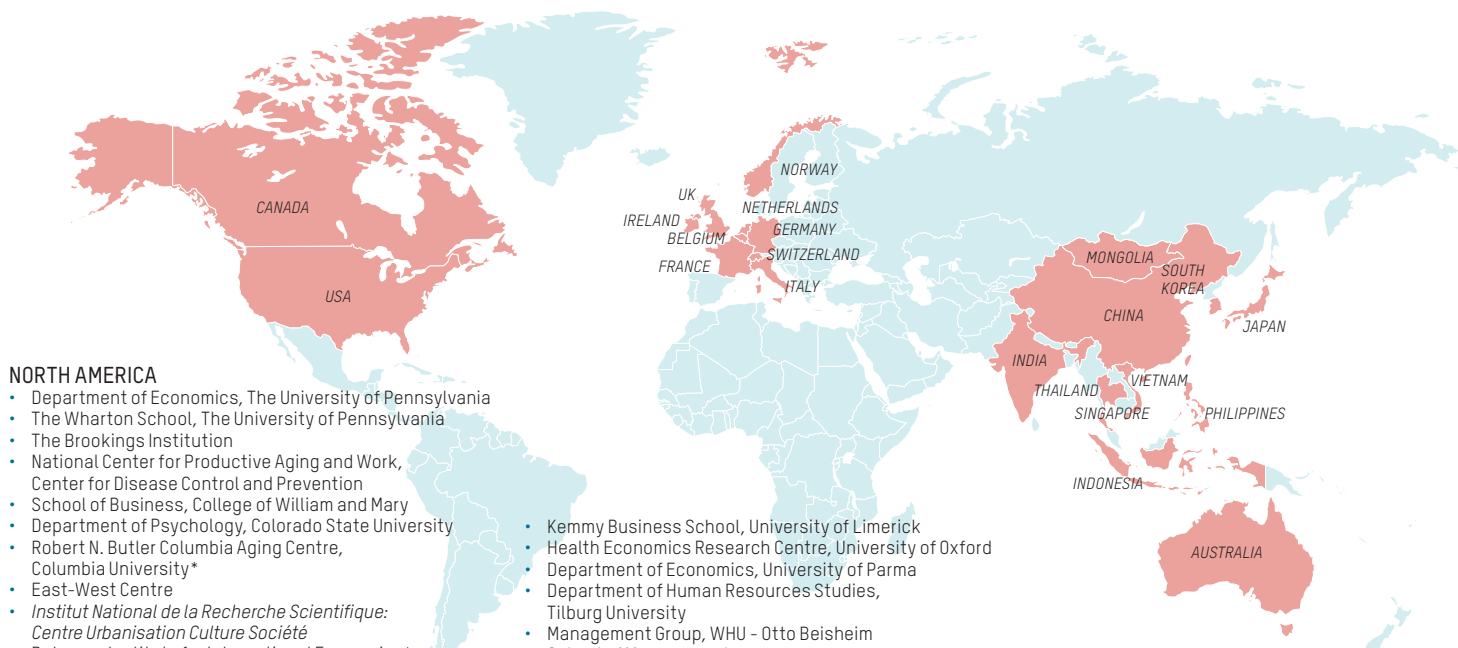 CANADA
USA
NORWAY
UK
NETHERLANDS
IRELAND
GERMANY
BELGIUM
SWITZERLAND
FRANCE
ITALY
MONGOLIA
SOUTH
KOREA
CHINA
JAPAN
INDIA
THAILAND
VIETNAM
SINGAPORE
PHILIPPINES
INDONESIA
AUSTRALIA
NORTH AMERICA
• Department of Economics, The University of Pennsylvania
• The Wharton School, The University of Pennsylvania
• The Brookings Institution
• National Center for Productive Aging and Work,
Center for Disease Control and Prevention
• School of Business, College of William and Mary
• Department of Psychology, Colorado State University
• Robert N. Butler Columbia Aging Centre,
Columbia University*
• East-West Centre
• Institut National de la Recherche Scientifique:
Centre Urbanisation Culture Société
• Kemmy Business School, University of Limerick
• Health Economics Research Centre, University of Oxford
• Department of Economics, University of Parma
• Department of Human Resources Studies,
Tilburg University
• Management Group, WHU - Otto Beisheim